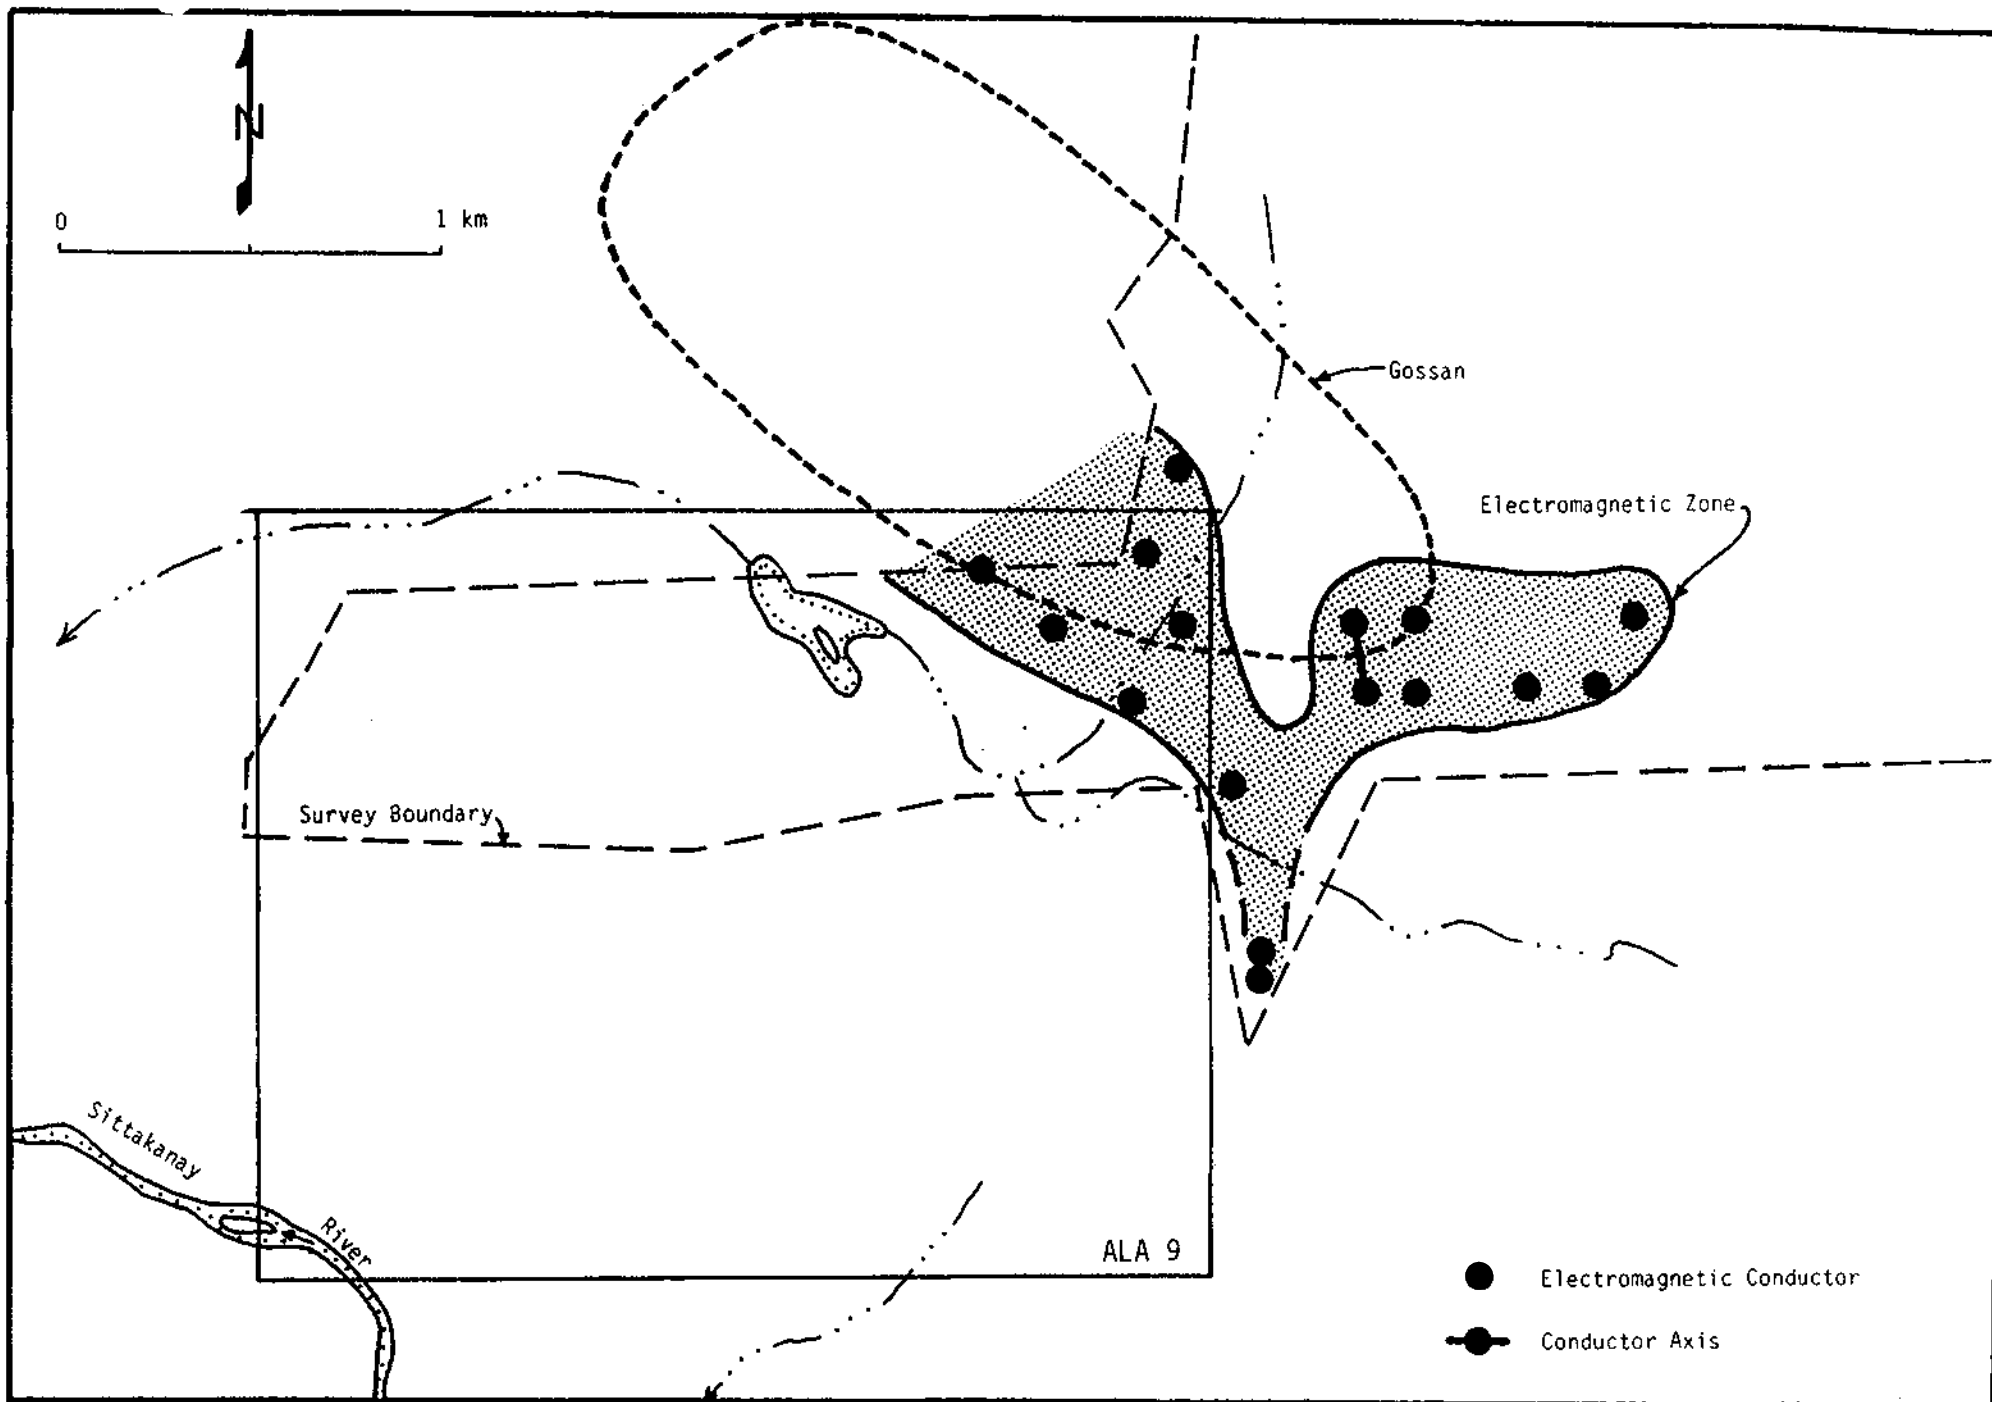 N
0 1 km
Gossan
Electromagnetic Zone
Survey Boundary
Sittakanay
River
ALA 9
Electromagnetic Conductor
Conductor Axis